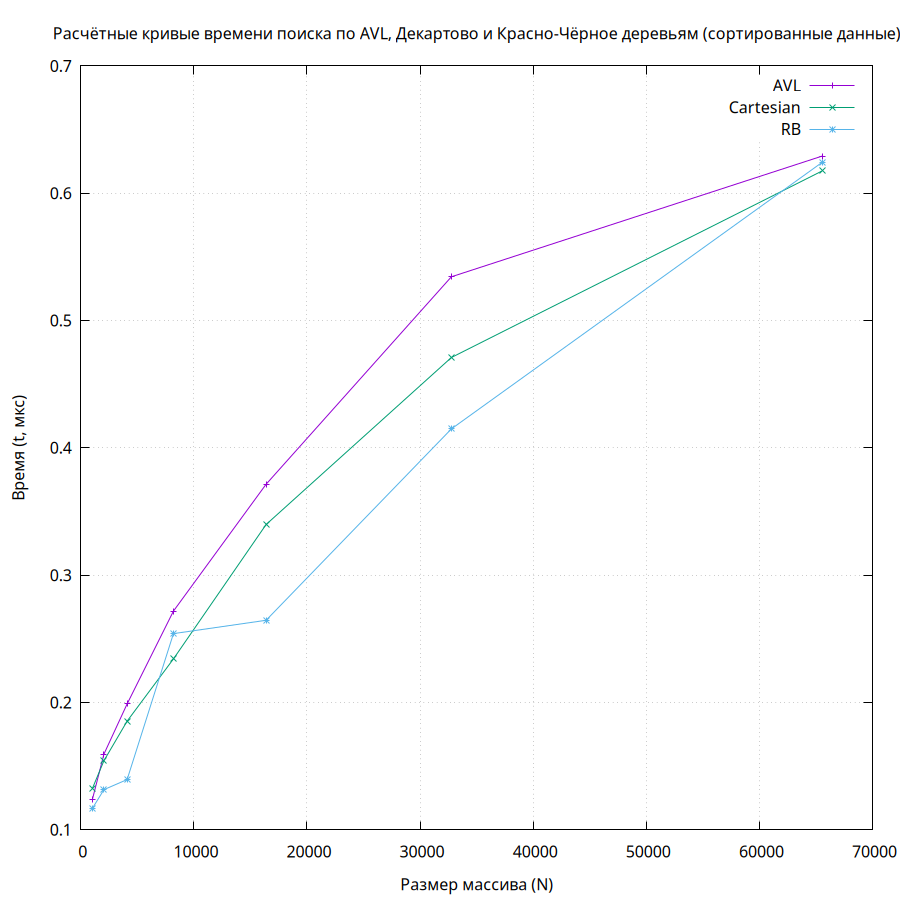 Расчётные кривые времени поиска по AVL, Декартово и Красно-Чёрное деревьям (сортированные данные)
0.7
AVL
Cartesian
RB
0.6
0.5
0.4
0.3
0.2
0.1
Время (t, мкс)
0 10000 20000 30000 40000 50000 60000 70000
Размер массива (N)